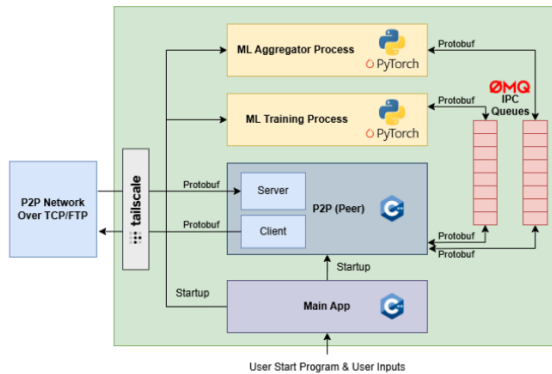 Protobuf
ML Aggregator Process
PyTorch
ØMQ
IPC
Queues
Protobuf
ML Training Process
PyTorch
P2P Network
Over TCP/FTP
tailscale
Protobuf
Server
P2P (Peer)
C++
Protobuf
Client
Protobuf
Protobuf
Startup
Startup
Main App
C++
User Start Program & User Inputs